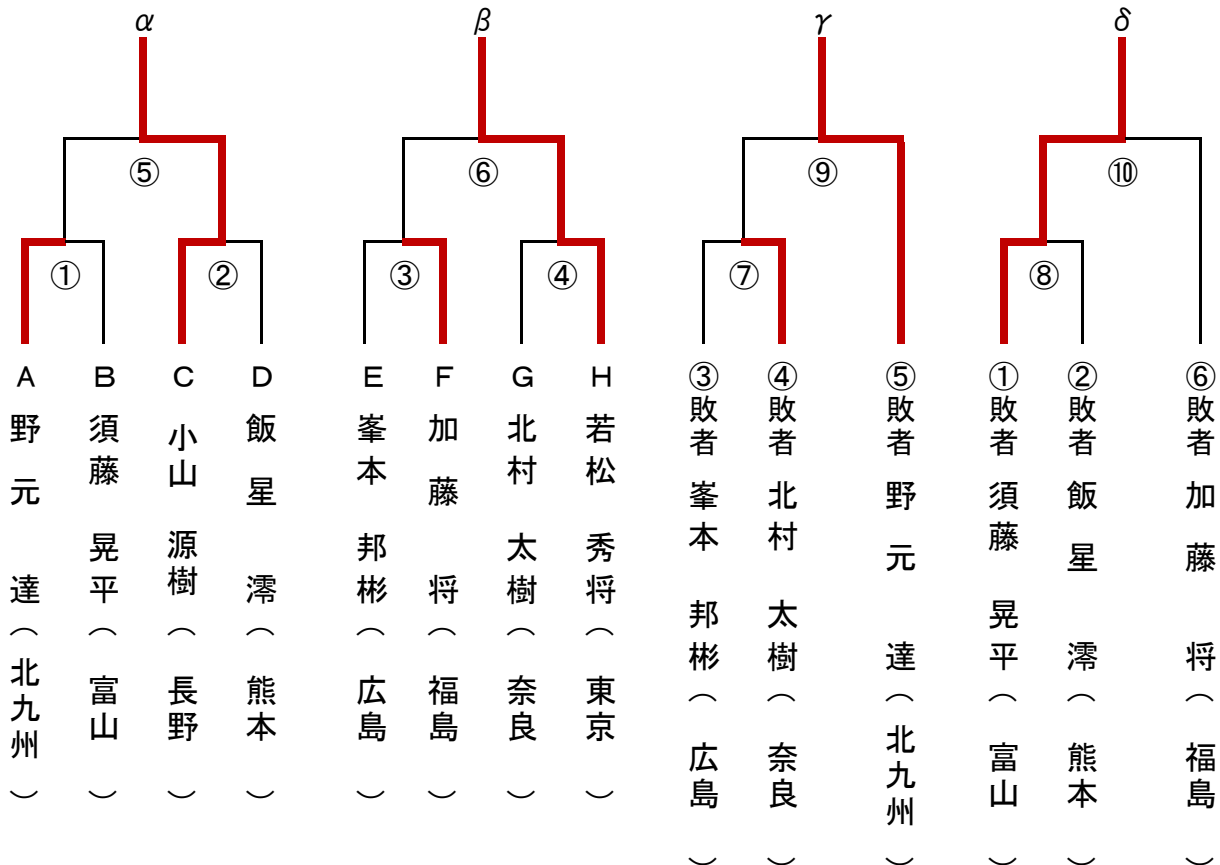 α
β
γ
δ
⑤
⑥
⑨
⑩
①
②
③
④
⑦
⑧
A
野元 達
（北九州）
B
須藤 晃平
（富山）
C
小山 源樹
（長野）
D
飯星 澪
（熊本）
E
峯本 邦彬
（広島）
F
加藤 将
（福島）
G
北村 太樹
（奈良）
H
若松 秀将
（東京）
③敗者
峯本 邦彬
（広島）
④敗者
北村 太樹
（奈良）
⑤敗者
野元 達
（北九州）
①敗者
須藤 晃平
（富山）
②敗者
飯星 澪
（熊本）
⑥敗者
加藤 将
（福島）